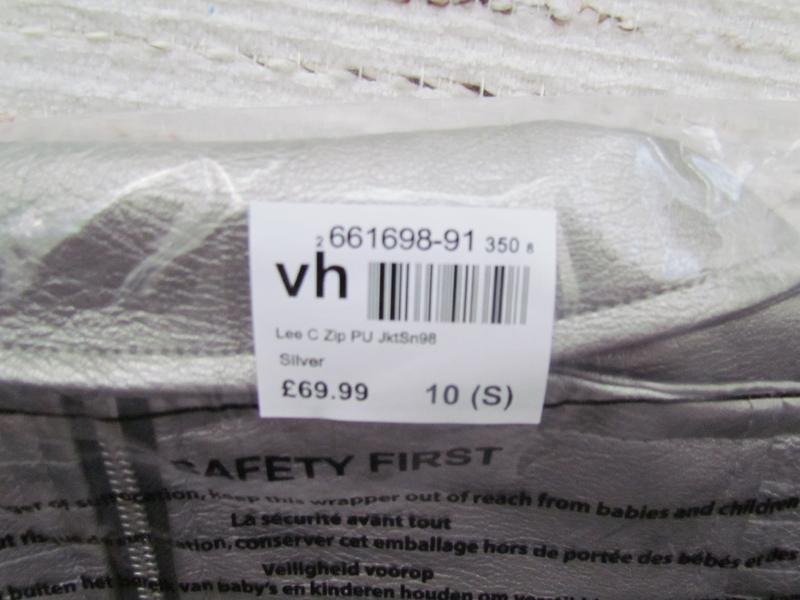 2 661698-91 350 8
vh
Lee C Zip PU JktSn98
Silver
£69.99 10 (S)
SAFETY FIRST
keep this wrapper out of reach from babies and children
La sécurité avant tout
conserver cet emballage hors de portée des bébés et des
Veiligheid voorop
buiten het bereik van baby's en kinderen houden om